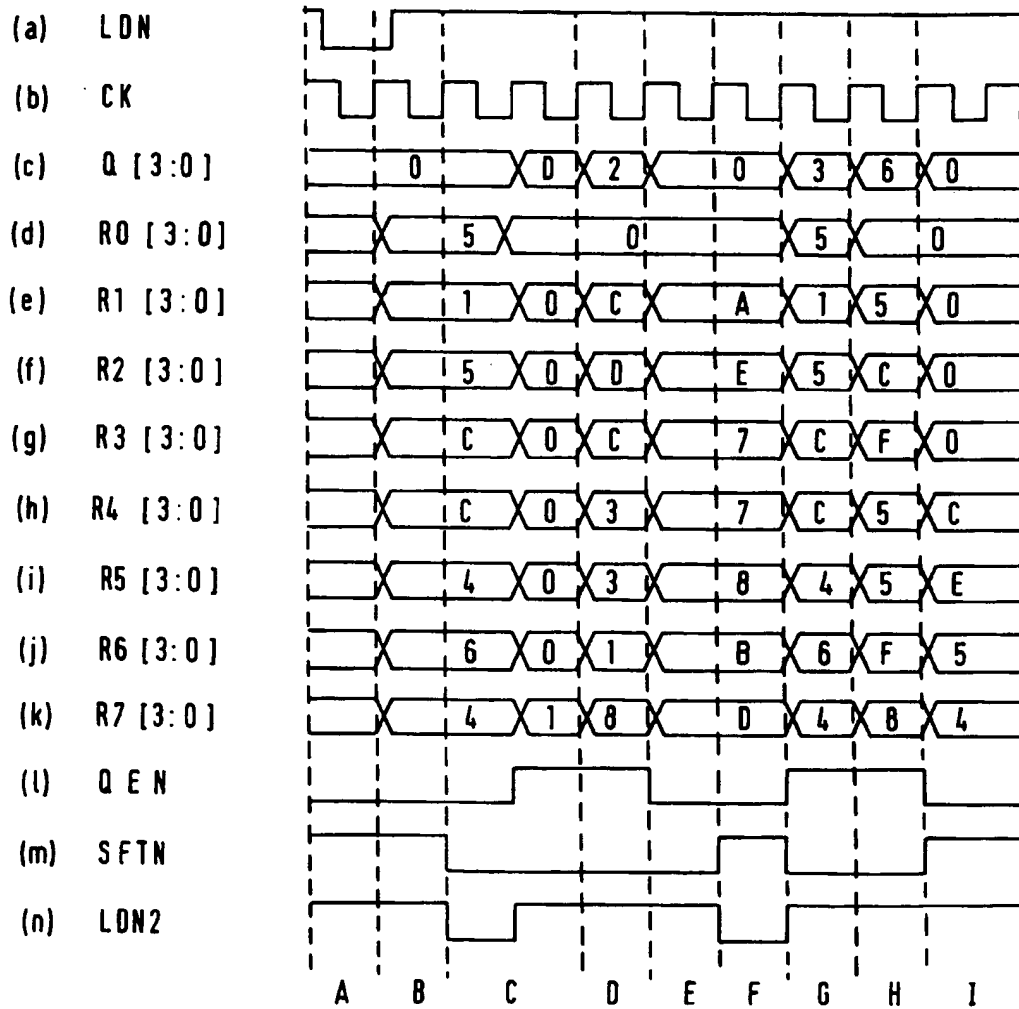 (a) LDN
(b) CK
(c) Q [3:0] 0 D 2 0 3 6 0
(d) R0 [3:0] 5 0 5 0
(e) R1 [3:0] 1 0 C A 1 5 0
(f) R2 [3:0] 5 0 D E 5 C 0
(g) R3 [3:0] C 0 C 7 C F 0
(h) R4 [3:0] C 0 3 7 C 5 C
(i) R5 [3:0] 4 0 3 8 4 5 E
(j) R6 [3:0] 6 0 1 B 6 F 5
(k) R7 [3:0] 4 1 8 D 4 8 4
(l) QEN
(m) SFTN
(n) LDN2
A B C D E F G H I